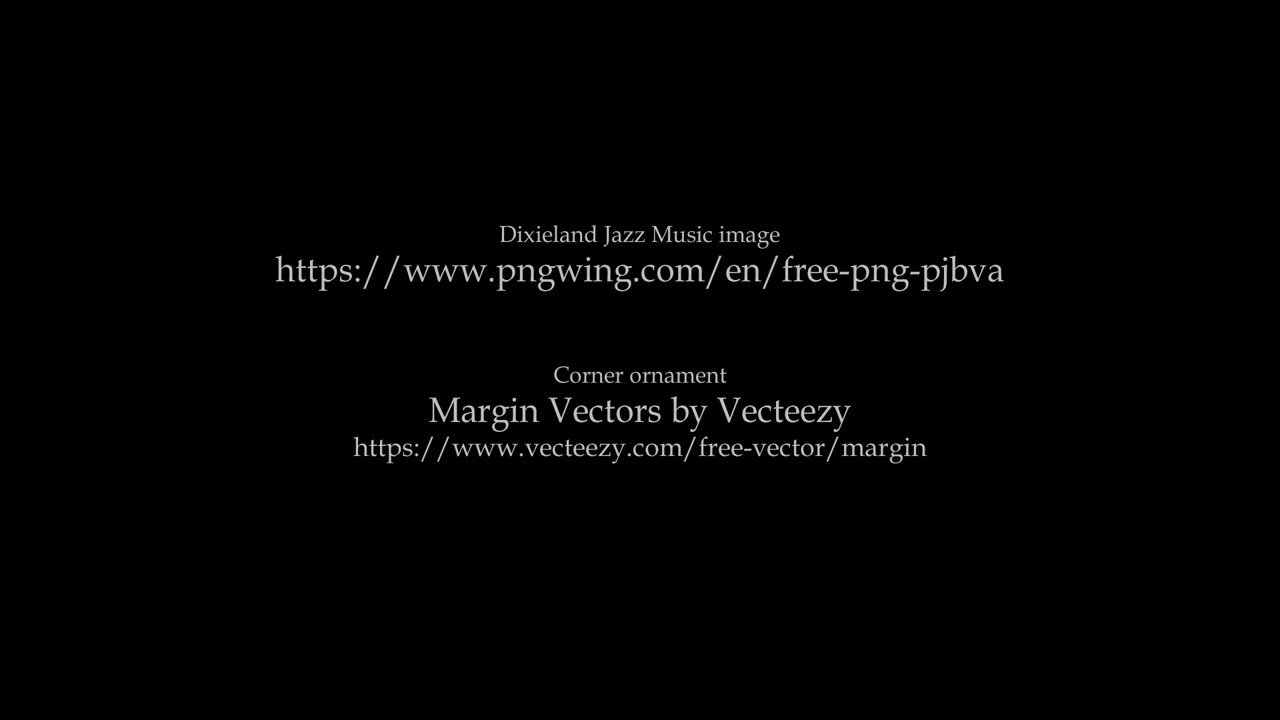 Dixieland Jazz Music image
https://www.pngwing.com/en/free-png-pjbva
Corner ornament
Margin Vectors by Vecteezy
https://www.vecteezy.com/free-vector/margin